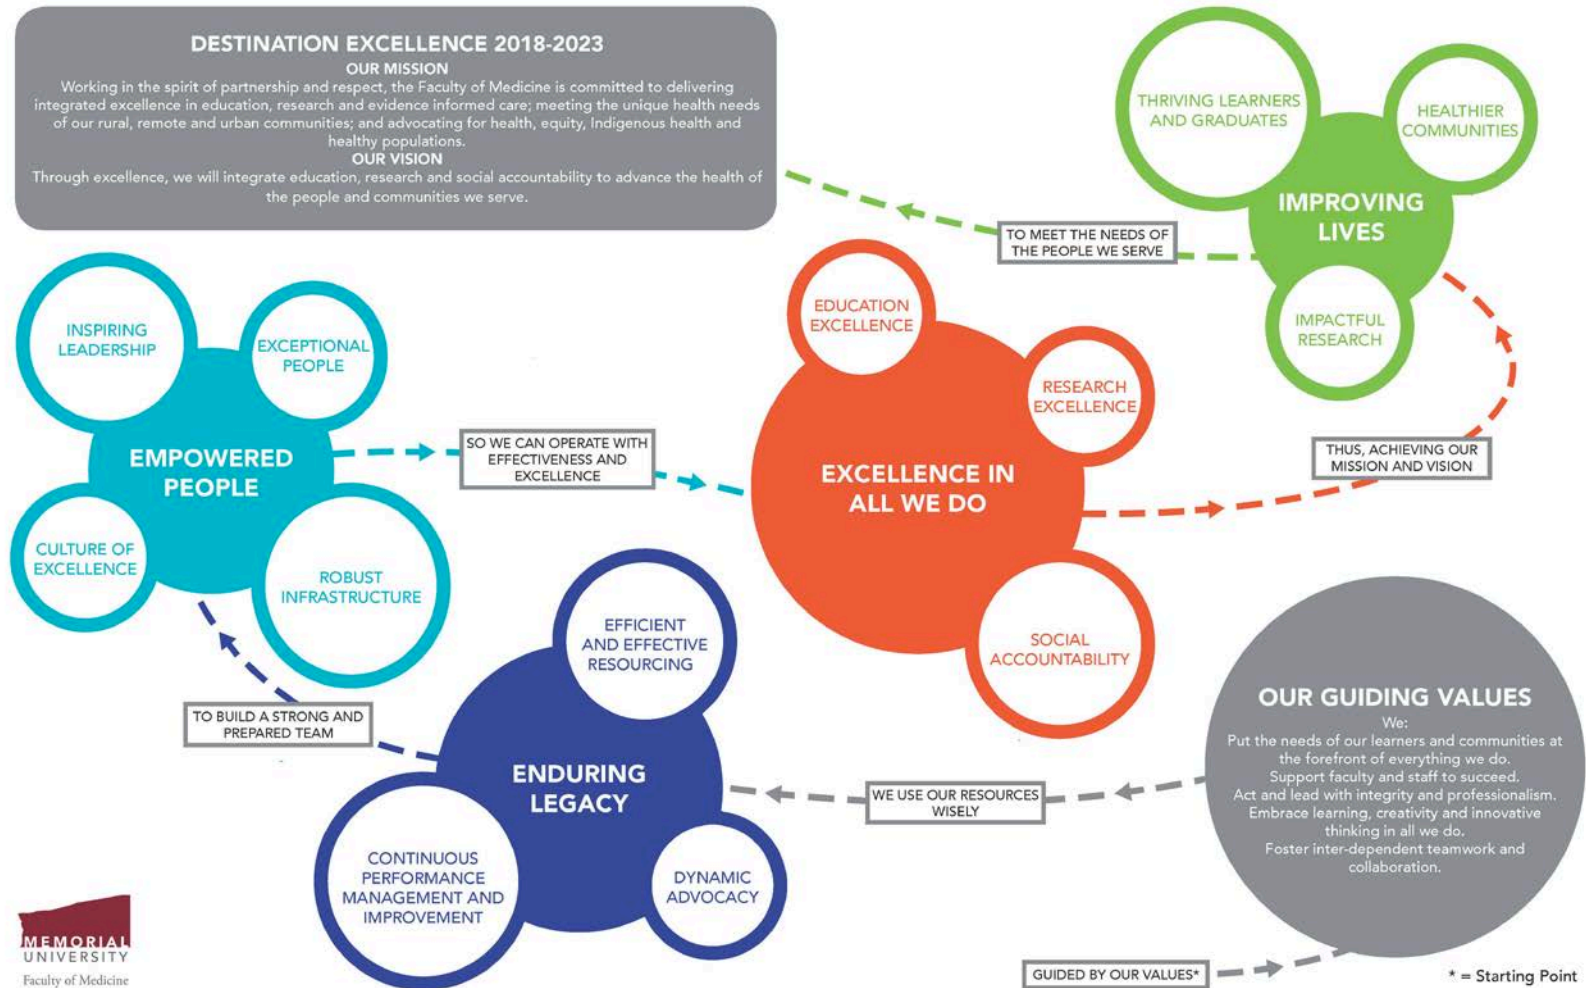 DESTINATION EXCELLENCE 2018-2023
OUR MISSION
Working in the spirit of partnership and respect, the Faculty of Medicine is committed to delivering
integrated excellence in education, research and evidence informed care; meeting the unique health needs
of our rural, remote and urban communities; and advocating for health, equity, Indigenous health and
healthy populations.
OUR VISION
Through excellence, we will integrate education, research and social accountability to advance the health of
the people and communities we serve.
THRIVING LEARNERS
AND GRADUATES
HEALTHIER
COMMUNITIES
IMPROVING
LIVES
IMPACTFUL
RESEARCH
TO MEET THE NEEDS OF
THE PEOPLE WE SERVE
INSPIRING
LEADERSHIP
EXCEPTIONAL
PEOPLE
EMPOWERED
PEOPLE
CULTURE OF
EXCELLENCE
ROBUST
INFRASTRUCTURE
SO WE CAN OPERATE WITH
EFFECTIVENESS AND
EXCELLENCE
EDUCATION
EXCELLENCE
RESEARCH
EXCELLENCE
EXCELLENCE IN
ALL WE DO
SOCIAL
ACCOUNTABILITY
THUS, ACHIEVING OUR
MISSION AND VISION
TO BUILD A STRONG AND
PREPARED TEAM
EFFICIENT
AND EFFECTIVE
RESOURCING
ENDURING
LEGACY
CONTINUOUS
PERFORMANCE
MANAGEMENT AND
IMPROVEMENT
DYNAMIC
ADVOCACY
WE USE OUR RESOURCES
WISELY
OUR GUIDING VALUES
We:
Put the needs of our learners and communities at
the forefront of everything we do.
Support faculty and staff to succeed.
Act and lead with integrity and professionalism.
Embrace learning, creativity and innovative
thinking in all we do.
Foster inter-dependent teamwork and
collaboration.
GUIDED BY OUR VALUES*
* = Starting Point
MEMORIAL
UNIVERSITY
Faculty of Medicine